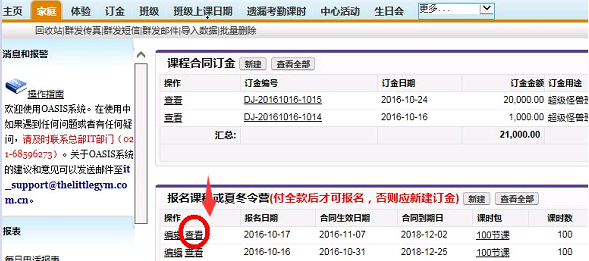 主页 家庭 体验 订金 班级 班级上课日期 遗漏考勤课时 中心活动 生日会 更多...
回收站|群发传真|群发短信|群发邮件|导入数据|批量删除
消息和报警
操作指南
欢迎使用OASIS系统。在使用中
如果遇到任何问题或者有任何疑
问，请及时联系总部IT部门（02
1-68596273）。关于OASIS系统
的建议和意见可以发送邮件至it
_support@thelittlegym.co
m.cn。
报表
每日电话报表
课程合同订金 新建 查看全部
操作 订金编号 订金日期 订金金额 订金用途
查看 DJ-20161016-1015 2016-10-24 20,000.00 超级怪兽
查看 DJ-20161016-1014 2016-10-16 1,000.00 超级怪兽
汇总: 21,000.00
报名课程或夏冬令营(付全款后才可报名，否则应新建订金) 新建 查看全部
操作 报名日期 合同生效日期 合同到期日 课时包 课时数
编辑 查看 2016-10-17 2016-11-07 2018-12-02 100节课 100
编辑 查看 2016-10-16 2016-10-31 2018-12-25 100节课 100